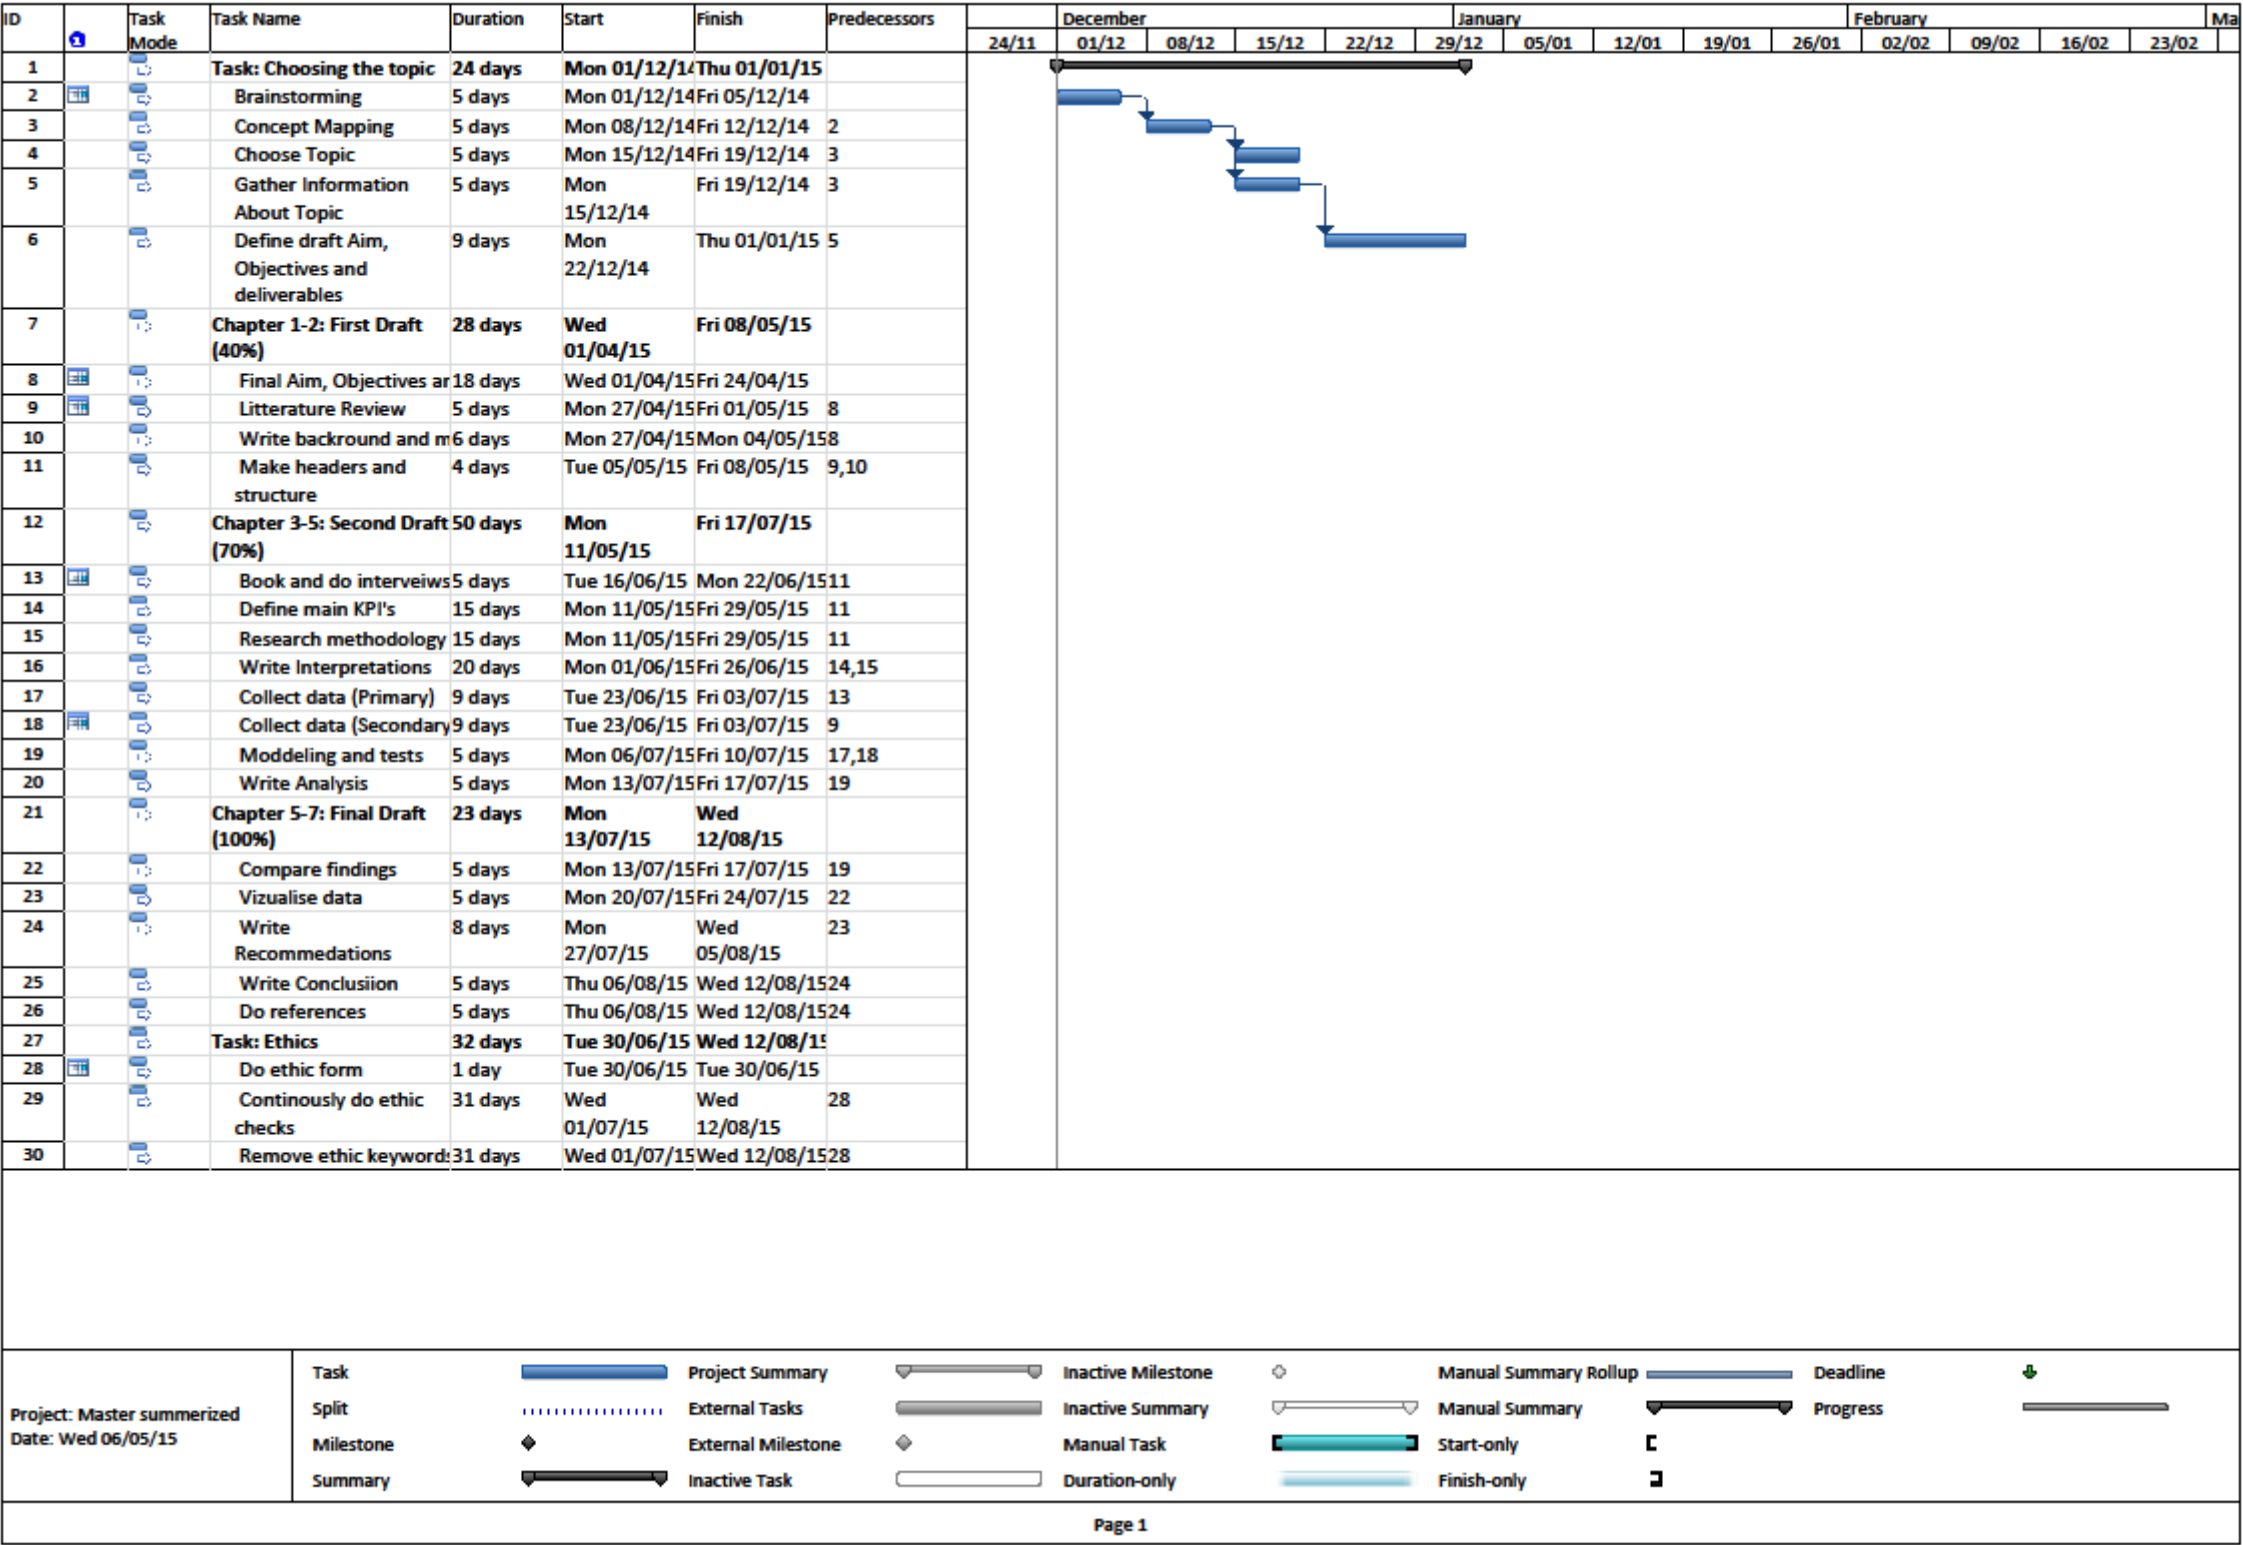 ID Task Mode Task Name Duration Start Finish Predecessors
December January February Ma
24/11 01/12 08/12 15/12 22/12 29/12 05/01 12/01 19/01 26/01 02/02 09/02 16/02 23/02
1 Task: Choosing the topic 24 days Mon 01/12/14 Thu 01/01/15
2 Brainstorming 5 days Mon 01/12/14 Fri 05/12/14
3 Concept Mapping 5 days Mon 08/12/14 Fri 12/12/14 2
4 Choose Topic 5 days Mon 15/12/14 Fri 19/12/14 3
5 Gather Information 5 days Mon Fri 19/12/14 3
About Topic 15/12/14
6 Define draft Aim, 9 days Mon Thu 01/01/15 5
Objectives and 22/12/14
deliverables
7 Chapter 1-2: First Draft 28 days Wed Fri 08/05/15
(40%) 01/04/15
8 Final Aim, Objectives ar 18 days Wed 01/04/15 Fri 24/04/15
9 Litterature Review 5 days Mon 27/04/15 Fri 01/05/15 8
10 Write backround and m 6 days Mon 27/04/15 Mon 04/05/15 8
11 Make headers and 4 days Tue 05/05/15 Fri 08/05/15 9,10
structure
12 Chapter 3-5: Second Draft 50 days Mon Fri 17/07/15
(70%) 11/05/15
13 Book and do interveiws 5 days Tue 16/06/15 Mon 22/06/15 11
14 Define main KPI's 15 days Mon 11/05/15 Fri 29/05/15 11
15 Research methodology 15 days Mon 11/05/15 Fri 29/05/15 11
16 Write Interpretations 20 days Mon 01/06/15 Fri 26/06/15 14,15
17 Collect data (Primary) 9 days Tue 23/06/15 Fri 03/07/15 13
18 Collect data (Secondary 9 days Tue 23/06/15 Fri 03/07/15 9
19 Moddeling and tests 5 days Mon 06/07/15 Fri 10/07/15 17,18
20 Write Analysis 5 days Mon 13/07/15 Fri 17/07/15 19
21 Chapter 5-7: Final Draft 23 days Mon Wed
(100%) 13/07/15 12/08/15
22 Compare findings 5 days Mon 13/07/15 Fri 17/07/15 19
23 Vizualise data 5 days Mon 20/07/15 Fri 24/07/15 22
24 Write 8 days Mon Wed 23
Recommedations 27/07/15 05/08/15
25 Write Conclusiion 5 days Thu 06/08/15 Wed 12/08/15 24
26 Do references 5 days Thu 06/08/15 Wed 12/08/15 24
27 Task: Ethics 32 days Tue 30/06/15 Wed 12/08/15
28 Do ethic form 1 day Tue 30/06/15 Tue 30/06/15
29 Continously do ethic 31 days Wed Wed 28
checks 01/07/15 12/08/15
30 Remove ethic keywords 31 days Wed 01/07/15 Wed 12/08/15 28
Project: Master summerized
Date: Wed 06/05/15
Task Project Summary Inactive Milestone Manual Summary Rollup Deadline
Split External Tasks Inactive Summary Manual Summary Progress
Milestone External Milestone Manual Task Start-only
Summary Inactive Task Duration-only Finish-only
Page 1